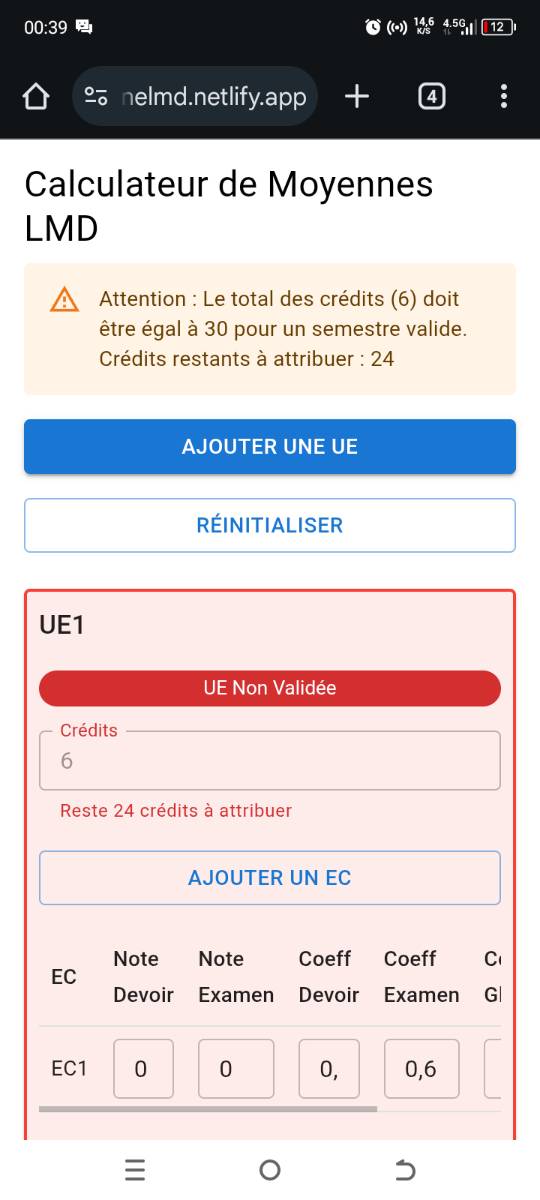 00:39
14,6
K/S
4.5G
12
nelmd.netlify.app
4
Calculateur de Moyennes
LMD
Attention : Le total des crédits (6) doit
être égal à 30 pour un semestre valide.
Crédits restants à attribuer : 24
AJOUTER UNE UE
RÉINITIALISER
UE1
UE Non Validée
Crédits
6
Reste 24 crédits à attribuer
AJOUTER UN EC
EC
Note Devoir
Note Examen
Coeff Devoir
Coeff Examen
EC1
0
0
0,
0,6